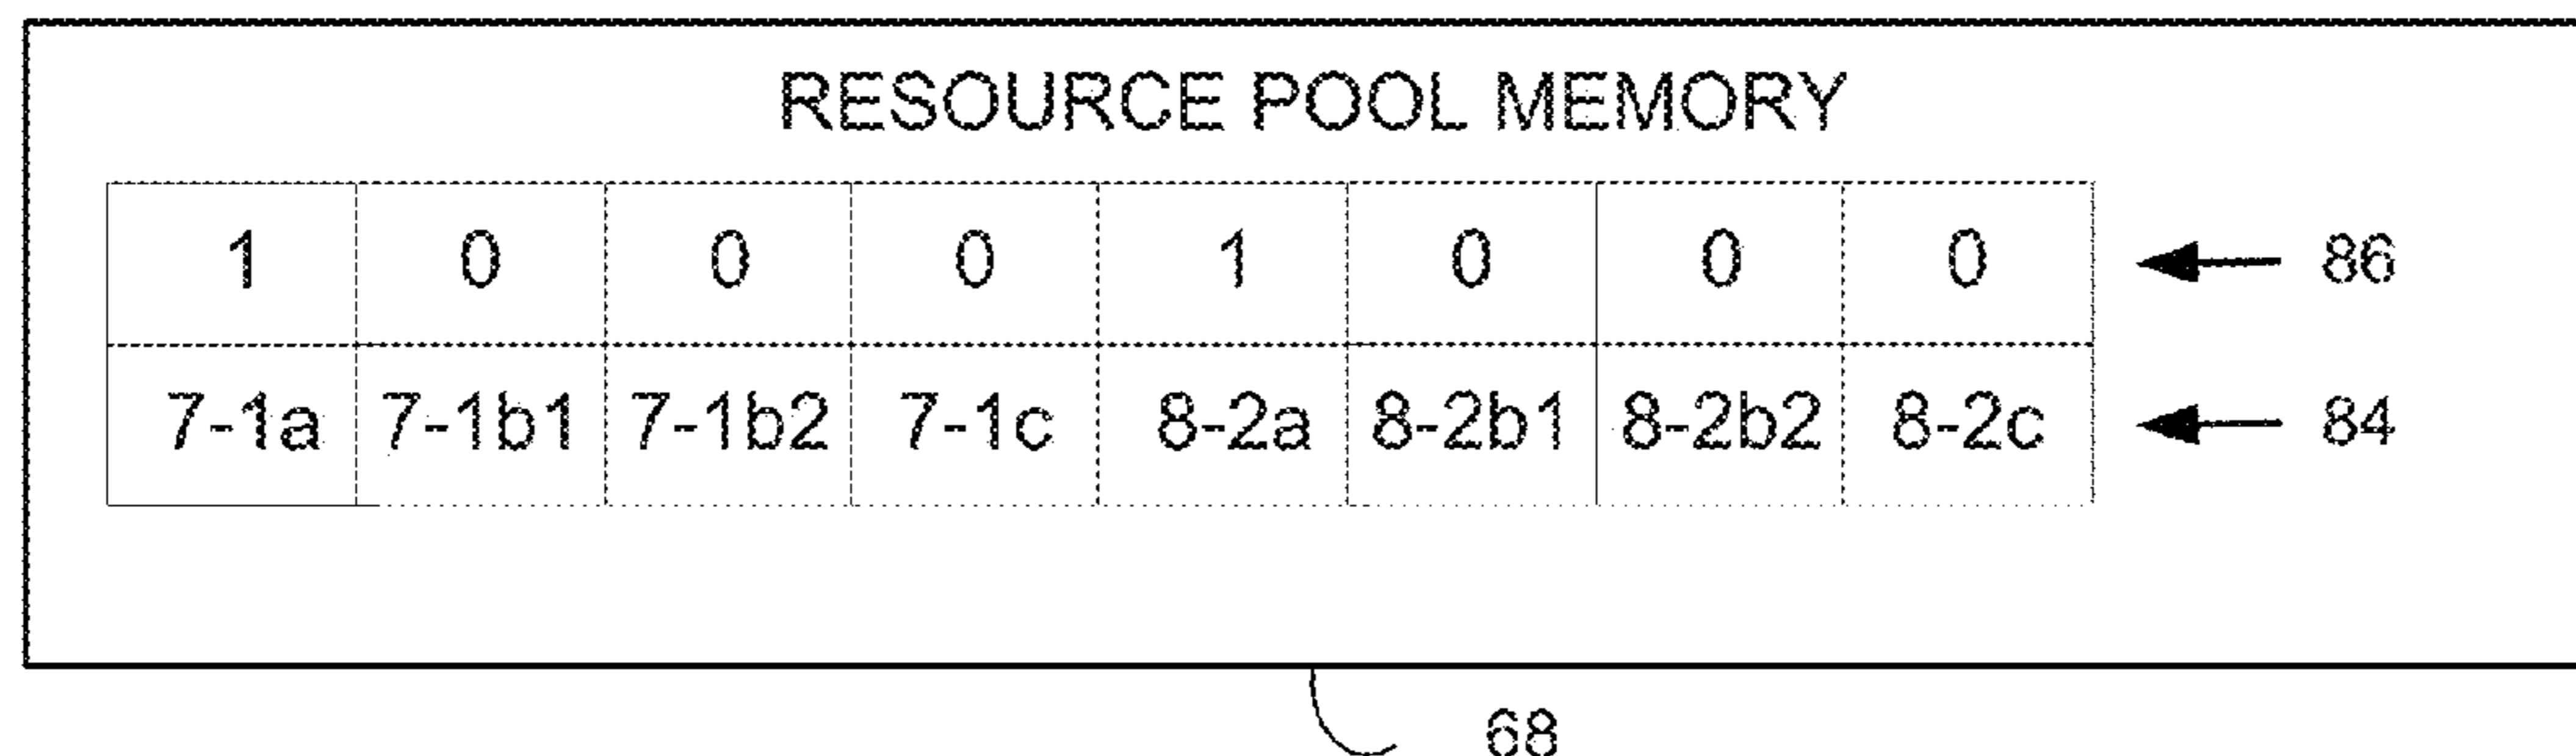 RESOURCE POOL MEMORY
1 0 0 0 1 0 0 0 86
7-1a 7-1b1 7-1b2 7-1c 8-2a 8-2b1 8-2b2 8-2c 84
68